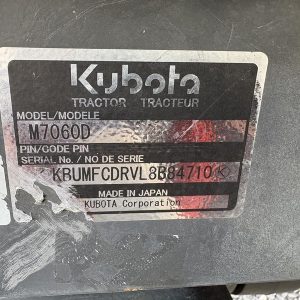 Kubota
TRACTOR TRACTEUR
MODEL/MODELE
M7060D
PIN/CODE PIN
SERIAL No. / NO DE SERIE
KBUMFCDRVL8B84710K
MADE IN JAPAN
KUBOTA Corporation